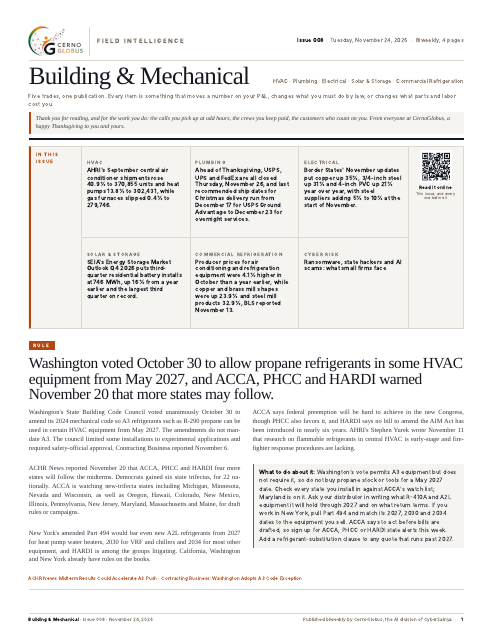 CERNO
GLOBUS
FIELD INTELLIGENCE
Issue 008 · Tuesday, November 24, 2026 · Biweekly, 4 pages
Building & Mechanical
HVAC · Plumbing · Electrical · Solar & Storage · Commercial Refrigeration
Five trades, one publication. Every item is something that moves a number on your P&L, changes what you must do by law, or changes what parts and labor
cost you.
Thank you for reading, and for the work you do: the calls you pick up at odd hours, the crews you keep paid, the customers who count on you. From everyone at CernoGlobus, a
happy Thanksgiving to you and yours.
IN THIS
ISSUE
HVAC
AHRI's September central air
conditioner shipments rose
40.9% to 370,855 units and heat
pumps 13.8% to 302,431, while
gas furnaces slipped 0.4% to
279,746.
PLUMBING
Ahead of Thanksgiving, USPS,
UPS and FedEx are all closed
Thursday, November 26, and last
recommended ship dates for
Christmas delivery run from
December 17 for USPS Ground
Advantage to December 23 for
overnight services.
ELECTRICAL
Border States' November updates
put copper up 35%, 3/4-inch steel
up 31% and 4-inch PVC up 21%
year over year, with steel
suppliers adding 5% to 10% at the
start of November.
Read it online
This issue, and every
one before it
SOLAR & STORAGE
SEIA's Energy Storage Market
Outlook Q4 2026 puts third-
quarter residential battery installs
at 746 MWh, up 16% from a year
earlier and the largest third
quarter on record.
COMMERCIAL REFRIGERATION
Producer prices for air
conditioning and refrigeration
equipment were 4.1% higher in
October than a year earlier, while
copper and brass mill shapes
were up 23.9% and steel mill
products 32.9%, BLS reported
November 13.
CYBER RISK
Ransomware, state hackers and AI
scams: what small firms face
RULE
Washington voted October 30 to allow propane refrigerants in some HVAC
equipment from May 2027, and ACCA, PHCC and HARDI warned
November 20 that more states may follow.
Washington's State Building Code Council voted unanimously October 30 to
amend its 2024 mechanical code so A3 refrigerants such as R-290 propane can be
used in certain HVAC equipment from May 2027. The amendments do not man-
date A3. The council limited some installations to experimental applications and
required safety-official approval, Contracting Business reported November 6.
ACHR News reported November 20 that ACCA, PHCC and HARDI fear more
states will follow the midterms. Democrats gained six state trifectas, for 22 na-
tionally. ACCA is watching new-trifecta states including Michigan, Minnesota,
Nevada and Wisconsin, as well as Oregon, Hawaii, Colorado, New Mexico,
Illinois, Pennsylvania, New Jersey, Maryland, Massachusetts and Maine, for draft
rules or campaigns.
New York's amended Part 494 would bar even new A2L refrigerants from 2027
for heat pump water heaters, 2030 for VRF and chillers and 2034 for most other
equipment, and HARDI is among the groups litigating. California, Washington
and New York already have rules on the books.
ACCA says federal preemption will be hard to achieve in the new Congress,
though PHCC also favors it, and HARDI says no bill to amend the AIM Act has
been introduced in nearly six years. AHRI's Stephen Yurek wrote November 11
that research on flammable refrigerants in central HVAC is early-stage and fire-
fighter response procedures are lacking.
What to do about it: Washington's vote permits A3 equipment but does
not require it, so do not buy propane stock or tools for a May 2027
date. Check every state you install in against ACCA's watch list;
Maryland is on it. Ask your distributor in writing what R-410A and A2L
equipment it will hold through 2027 and on what return terms. If you
work in New York, pull Part 494 and match its 2027, 2030 and 2034
dates to the equipment you sell. ACCA says to act before bills are
drafted, so sign up for ACCA, PHCC or HARDI state alerts this week.
Add a refrigerant-substitution clause to any quote that runs past 2027.
ACHR News: Midterm Results Could Accelerate A3 Push · Contracting Business: Washington Adopts A3 Code Exception
Building & Mechanical · Issue 008 · November 24, 2026
Published biweekly by CernoGlobus, the AI division of CyberSainya 1